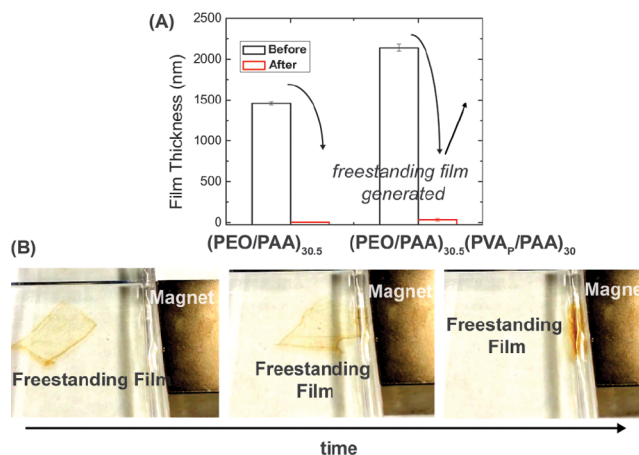 (A)
2500
2000
1500
1000
500
0
Film Thickness (nm)
Before
After
freestanding film
generated
(PEO/PAA)30.5
(PEO/PAA)30.5(PVAP/PAA)30
(B)
Magnet
Freestanding Film
Magnet
Freestanding
Film
Magnet
Freestanding
Film
time